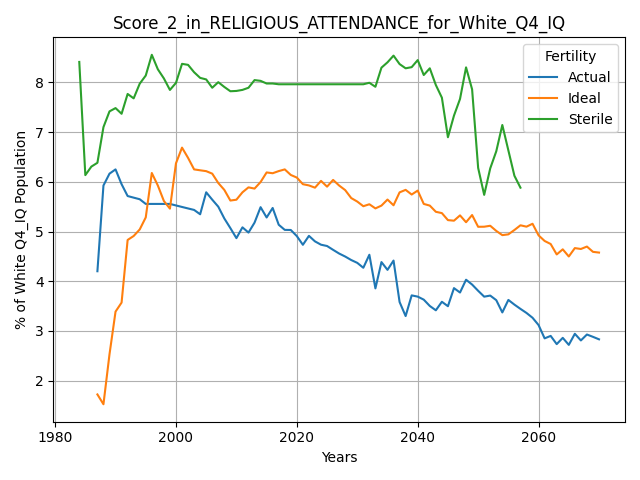 Score_2_in_RELIGIOUS_ATTENDANCE_for_White_Q4_IQ
% of White Q4_IQ Population
8
7
6
5
4
3
2
Fertility
Actual
Ideal
Sterile
1980
2000
2020
2040
2060
Years